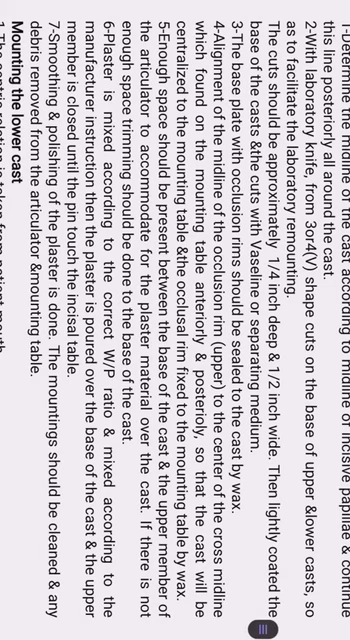 1-Determine the midline of the cast according to midline of incisive papillae & continue
this line posteriorly all around the cast.
2-With laboratory knife, from 3or4(V) shape cuts on the base of upper &lower casts, so
as to facilitate the laboratory remounting.
The cuts should be approximately 1/4 inch deep & 1/2 inch wide. Then lightly coated the
base of the casts &the cuts with Vaseline or separating medium.
3-The base plate with occlusion rims should be sealed to the cast by wax.
4-Alignment of the midline of the occlusion rim (upper) to the center of the cross midline
which found on the mounting table anteriorly & posterioly, so that the cast will be
centralized to the mounting table &the occlusal rim fixed to the mounting table by wax.
5-Enough space should be present between the base of the cast & the upper member of
the articulator to accommodate for the plaster material over the cast. If there is not
enough space trimming should be done to the base of the cast.
6-Plaster is mixed according to the correct W/P ratio & mixed according to the
manufacturer instruction then the plaster is poured over the base of the cast & the upper
member is closed until the pin touch the incisal table.
7-Smoothing & polishing of the plaster is done. The mountings should be cleaned & any
debris removed from the articulator &mounting table.
Mounting the lower cast
1-The centric relation is taken from patient mouth